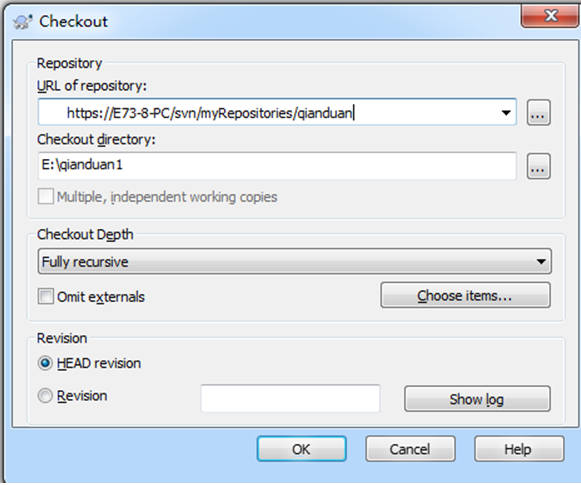 Checkout
Repository
URL of repository:
https://E73-8-PC/svn/myRepositories/qianduan
...
Checkout directory:
E:\qianduan1
...
Multiple, independent working copies
Checkout Depth
Fully recursive
Omit externals
Choose items...
Revision
HEAD revision
Revision
Show log
OK
Cancel
Help